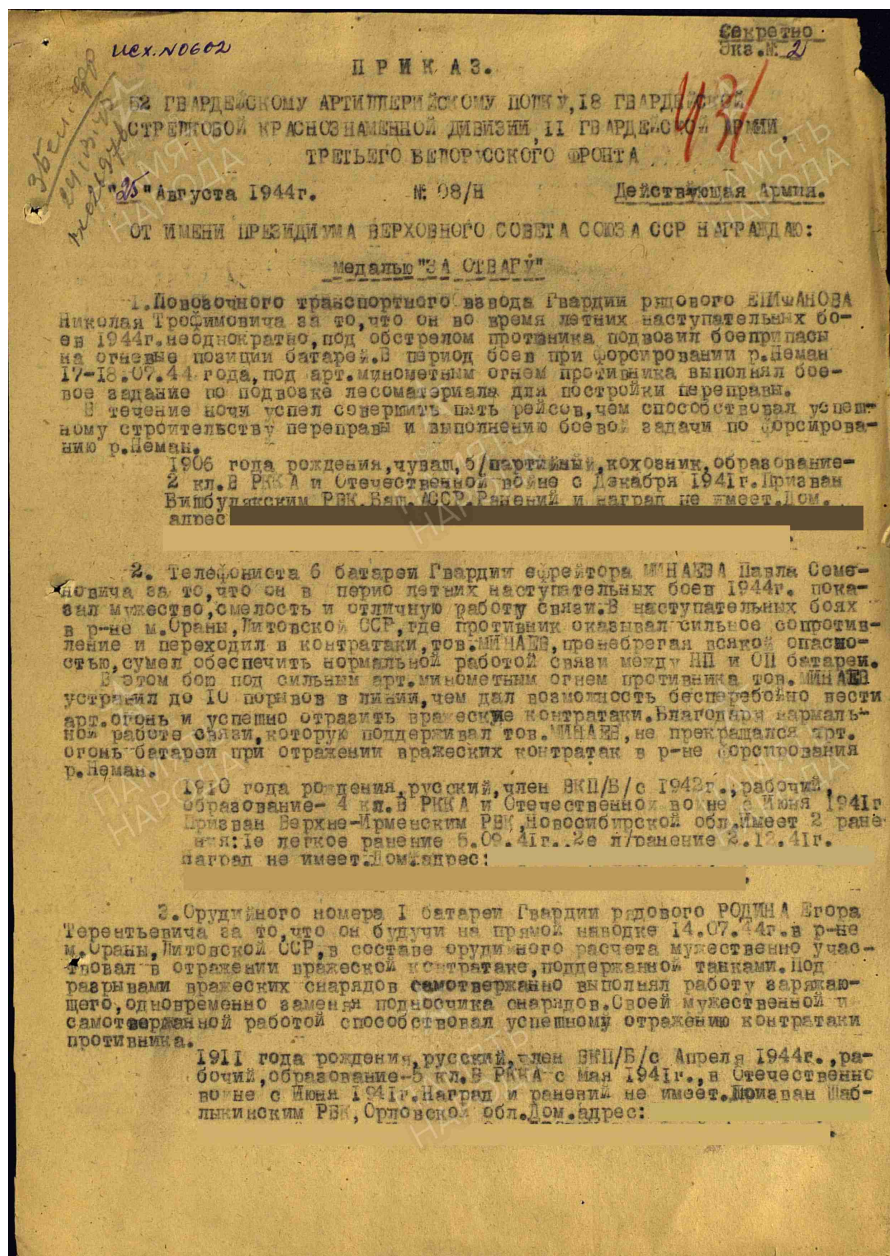 Секретно
исх. №0602
Экз.№ 2
П Р И К А З.
52 ГВАРДЕЙСКОМУ АРТИЛЛЕРИЙСКОМУ ПОЛКУ,18 ГВАРДЕЙСКОЙ
СТРЕЛКОВОЙ КРАСНОЗНАМЕННОЙ ДИВИЗИИ,11 ГВАРДЕЙСКОЙ АРМИИ,
ТРЕТЬЕГО БЕЛОРУССКОГО ФРОНТА
"25"Августа 1944г. № 08/Н Действующая Армия.
ОТ ИМЕНИ ПРЕЗИДИУМА ВЕРХОВНОГО СОВЕТА СОЮЗА ССР НАГРАЖДАЮ:
медалью"ЗА ОТВАГУ"
1.Повозочного транспортного взвода Гвардии рядового ЕПИФАНОВА
Николая Трофимовича за то,что он во время летних наступательных бо-
ев 1944г.неоднократно,под обстрелом противника подвозил боеприпасы
на огневые позиции батарей.В период боев при форсировании р.Неман
17-18.07.44 года,под арт.минометным огнем противника выполнял бое-
вое задание по подвозке лесоматериала для постройки переправы.
В течение ночи успел совершить пять рейсов,чем способствовал успеш-
ному строительству переправы и выполнению боевой задачи по форсирова-
нию р.Неман.
1906 года рождения,чуваш,б/партийный,кохозник,образование-
2 кл.В РККА и Отечественной войне с Декабря 1941г.Призван
Бишбулякским РВК.Баш.АССР.Ранений и наград не имеет.Дом.
адрес
2. Телефониста 6 батареи Гвардии ефрейтора МИНАЕВА Павла Семе-
новича за то,что он в перио летних наступательных боев 1944г. пока-
зал мужество,смелость и отличную работу связи.В наступательных боях
в р-не м.Ораны,Литовской ССР,где противник оказывал сильное сопротив-
ление и переходил в контратаки,тов.МИНАЕВ,пренебрегая всякой опасно-
стью,сумел обеспечить нормальной работой связи между НП и ОП батареи.
В этом бою под сильным арт.минометным огнем противника тов.МИНАЕВ
устранил до 10 порывов в линии,чем дал возможность бесперебойно вести
арт.огонь и успешно отразить вражеские контратаки.Благодаря нармаль-
ной работе связи,которую поддерживал тов.МИНАЕВ,не прекращался арт.
огонь батареи при отражении вражеских контратак в р-не форсирования
р.Неман.
1910 года рождения,русский,член ВКП/Б/с 1942г.,рабочий,
образование- 4 кл.В РККА и Отечественной войне с Июня 1941г
Призван Верхне-Ирменским РВК,Новосибирской обл.Имеет 2 ране-
ния:1е легкое ранение 5.09.41г..2е л/ранение 2.12.41г.
Наград не имеет.Дом.адрес:
3.Орудийного номера I батареи Гвардии рядового РОДИНА Егора
Терентьевича за то,что он будучи на прямой наводке 14.07.44г.в р-не
м.Ораны,Литовской ССР,в составе орудийного расчета мужественно учас-
твовал в отражении вражеской контратаке,поддержанной танками.Под
разрывами вражеских снарядов самотвержанно выполнял работу заряжаю-
щего,одновременно заменяя подносчика снарядов.Своей мужественной и
самотвержанной работой способствовал успешному отражению контратаки
противника.
1911 года рождения,русский,член ВКП/Б/с Апреля 1944г.,ра-
бочий,образование-5 кл.В РККА с Мая 1941г.,в Отечественно
войне с Июня 1941г.Наград и ранений не имеет.Призван Шаб-
лыкинским РВК,Орловской обл.Дом.адрес:
ПАМЯТЬ
НАРОДА